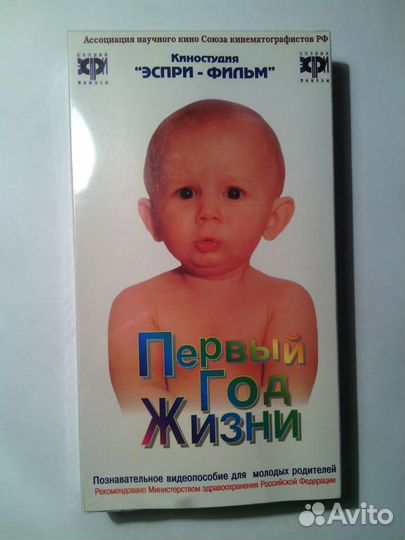 Ассоциация научного кино Союза кинематографистов РФ
Киностудия
"ЭСПРИ - ФИЛЬМ"
Первый
Год
Жизни
Познавательное видеопособие для молодых родителей
Рекомендовано Министерством здравоохранения Российской Федерации
Avito